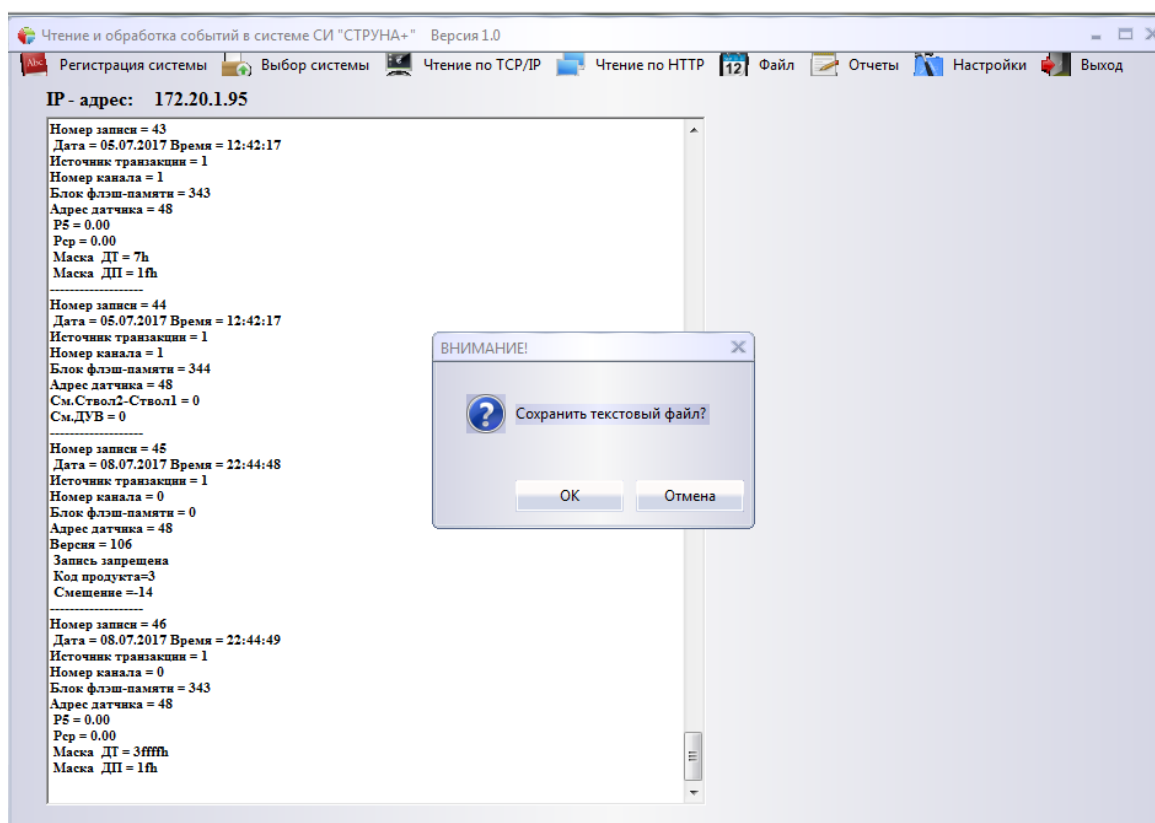 Чтение и обработка событий в системе СИ "СТРУНА+" Версия 1.0
Регистрация системы Выбор системы Чтение по TCP/IP Чтение по HTTP 12 Файл Отчеты Настройки Выход
IP - адрес: 172.20.1.95
Номер записи = 43
Дата = 05.07.2017 Время = 12:42:17
Источник транзакции = 1
Номер канала = 1
Блок флэш-памяти = 343
Адрес датчика = 48
P5 = 0.00
Pср = 0.00
Маска ДТ = 7h
Маска ДП = 1fh
--------------------
Номер записи = 44
Дата = 05.07.2017 Время = 12:42:17
Источник транзакции = 1
Номер канала = 1
Блок флэш-памяти = 344
Адрес датчика = 48
См.Ствол2-Ствол1 = 0
См.ДУВ = 0
--------------------
Номер записи = 45
Дата = 08.07.2017 Время = 22:44:48
Источник транзакции = 1
Номер канала = 0
Блок флэш-памяти = 0
Адрес датчика = 48
Версия = 106
Запись запрещена
Код продукта=3
Смещение =-14
--------------------
Номер записи = 46
Дата = 08.07.2017 Время = 22:44:49
Источник транзакции = 1
Номер канала = 0
Блок флэш-памяти = 343
Адрес датчика = 48
P5 = 0.00
Pср = 0.00
Маска ДТ = 3ffffh
Маска ДП = 1fh
ВНИМАНИЕ!
Сохранить текстовый файл?
ОК Отмена